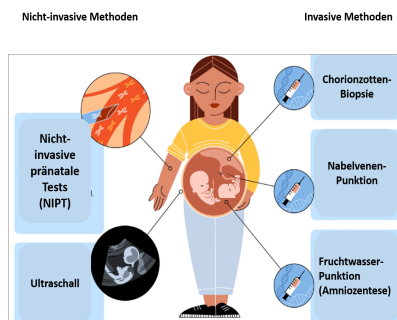 Nicht-invasive Methoden
Invasive Methoden
Nicht-
invasive
pränatale
Tests
(NIPT)
Ultraschall
Chorionzotten-
Biopsie
Nabelvenen-
Punktion
Fruchtwasser-
Punktion
(Amniozentese)